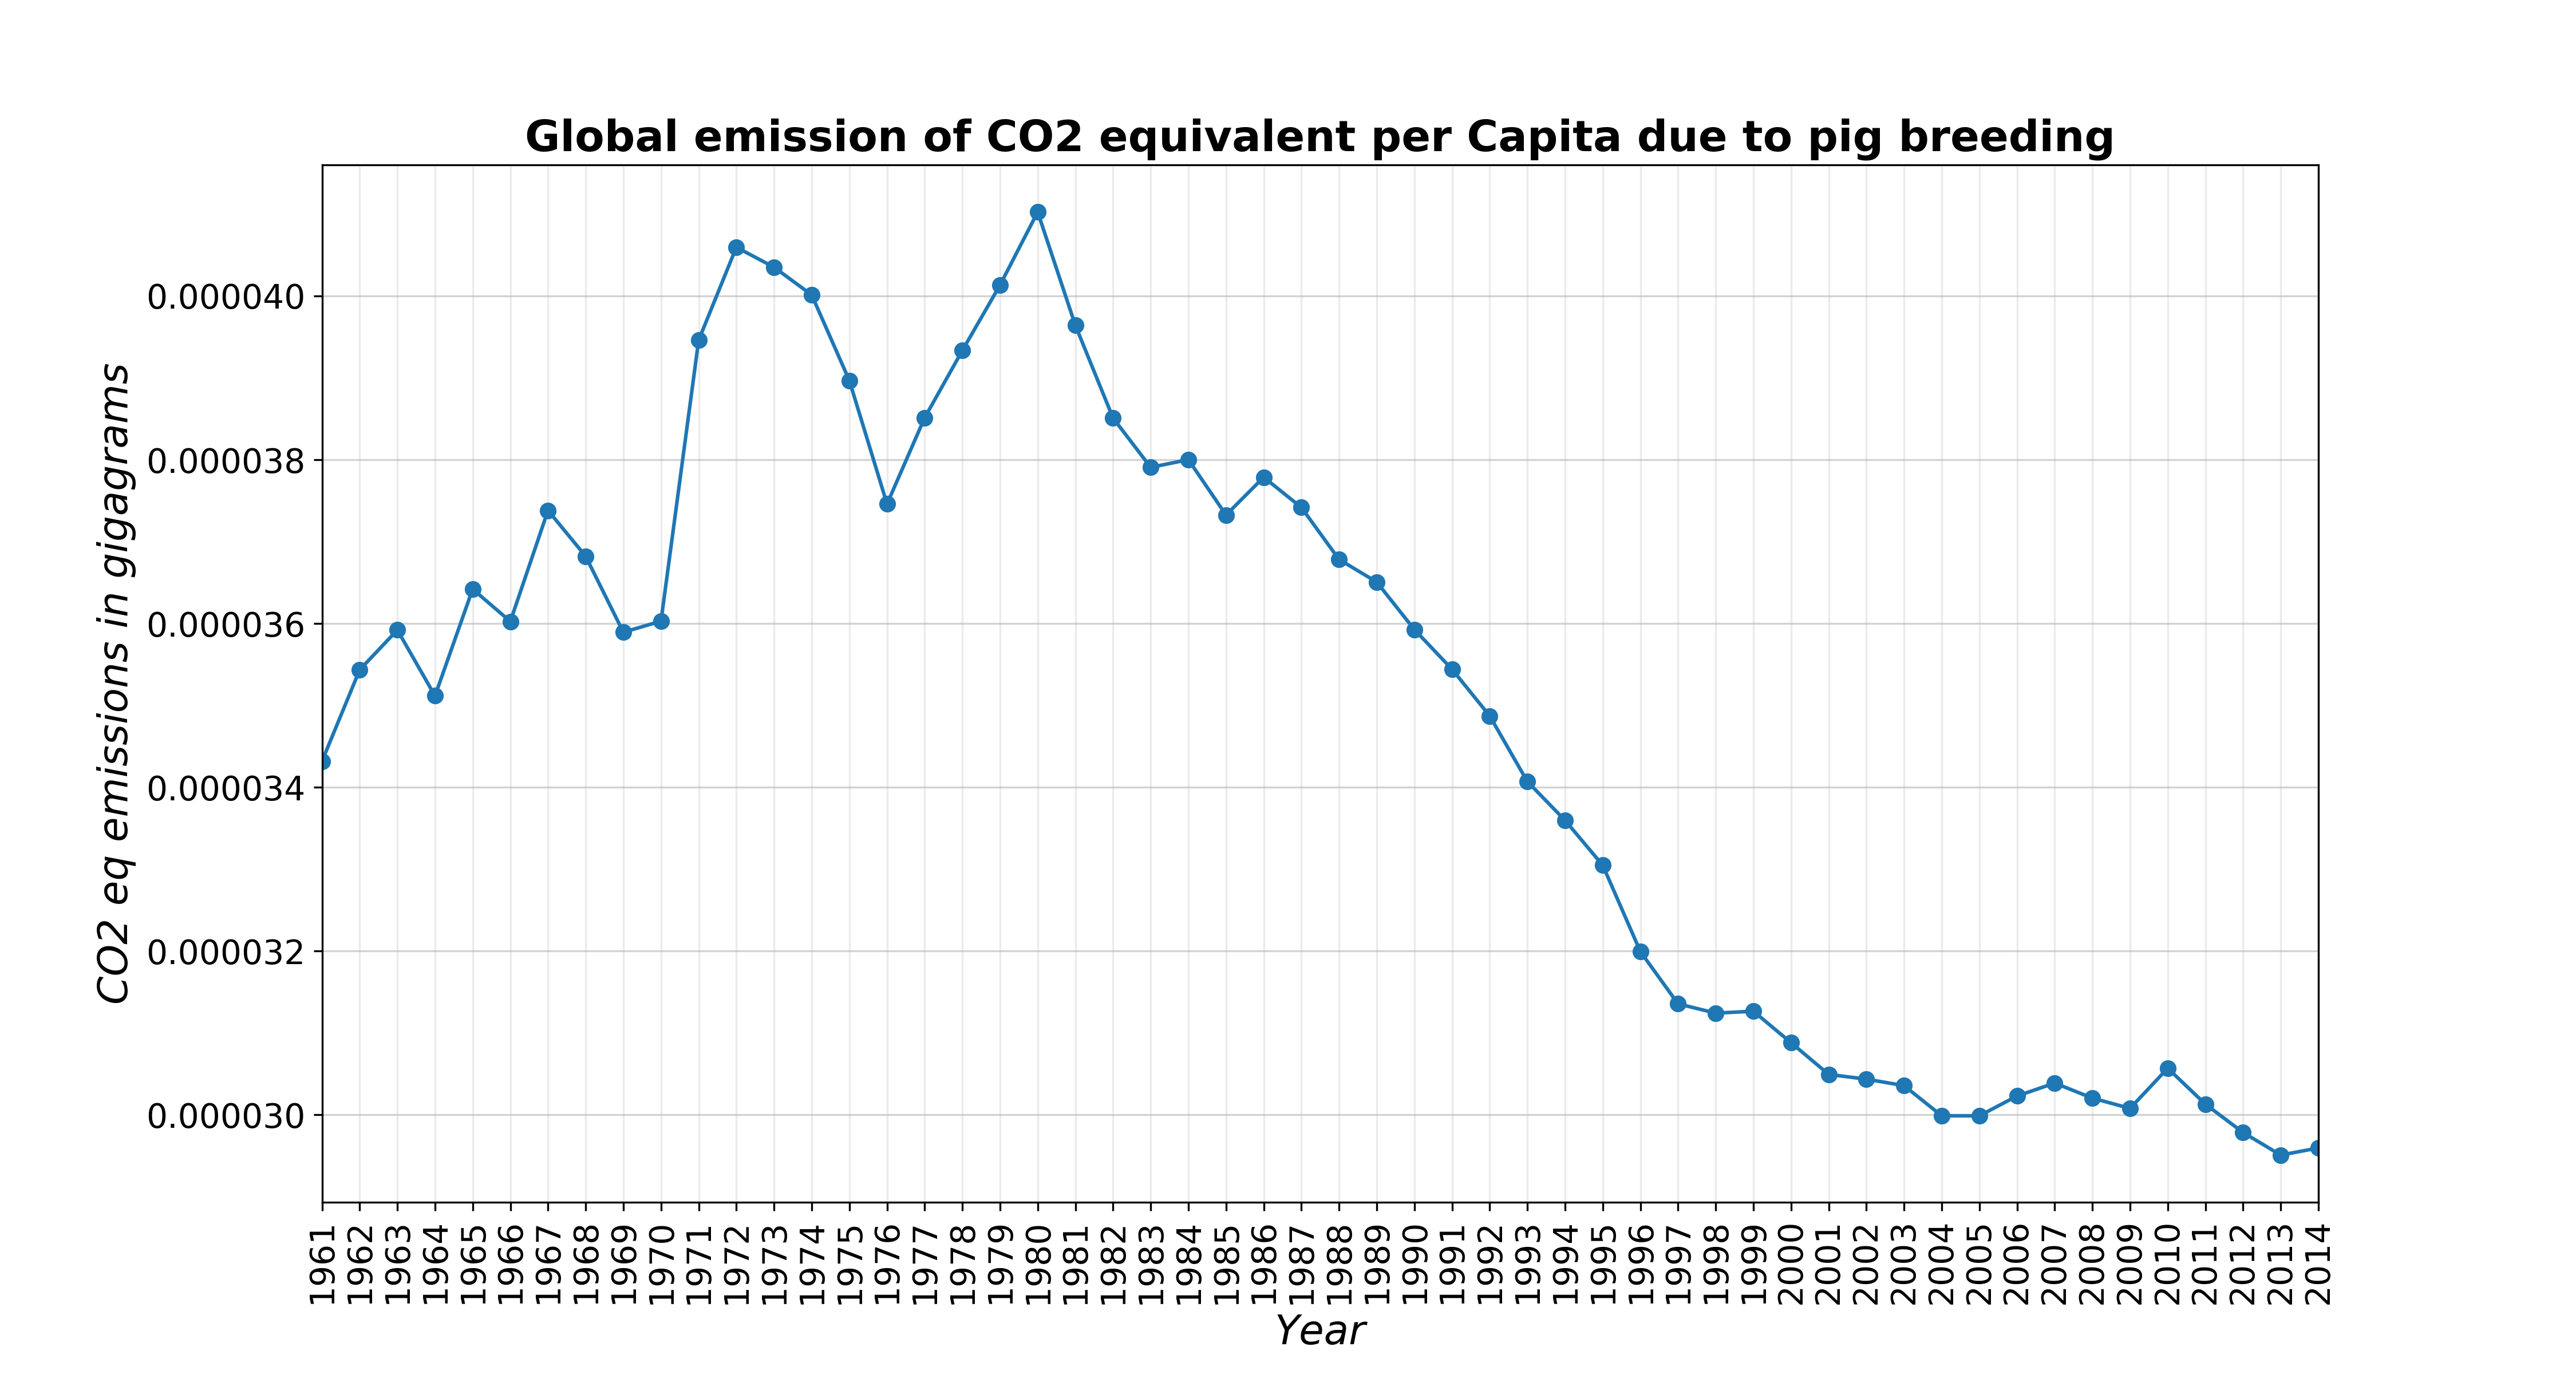 Global emission of CO2 equivalent per Capita due to pig breeding
CO2 eq emissions in gigagrams
0.000040
0.000038
0.000036
0.000034
0.000032
0.000030
1961 1962 1963 1964 1965 1966 1967 1968 1969 1970 1971 1972 1973 1974 1975 1976 1977 1978 1979 1980 1981 1982 1983 1984 1985 1986 1987 1988 1989 1990 1991 1992 1993 1994 1995 1996 1997 1998 1999 2000 2001 2002 2003 2004 2005 2006 2007 2008 2009 2010 2011 2012 2013 2014
Year